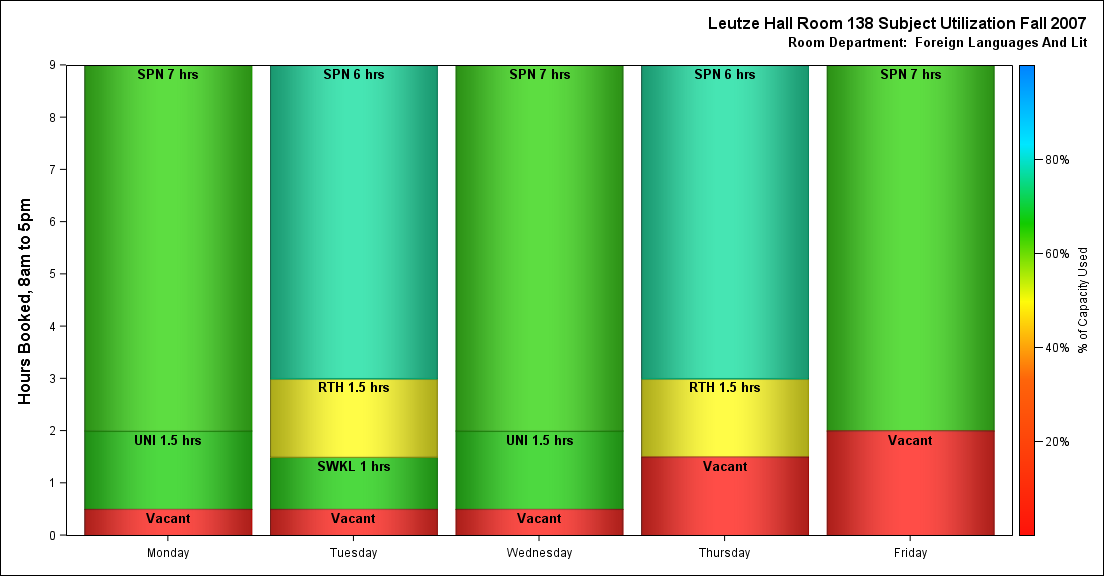 Leutze Hall Room 138 Subject Utilization Fall 2007
Room Department:  Foreign Languages And Lit
Hours Booked, 8am to 5pm
9
8
7
6
5
4
3
2
1
0
SPN 7 hrs
UNI 1.5 hrs
Vacant
SPN 6 hrs
RTH 1.5 hrs
SWKL 1 hrs
Vacant
SPN 7 hrs
UNI 1.5 hrs
Vacant
SPN 6 hrs
RTH 1.5 hrs
Vacant
SPN 7 hrs
Vacant
Monday
Tuesday
Wednesday
Thursday
Friday
80%
60%
40%
20%
% of Capacity Used